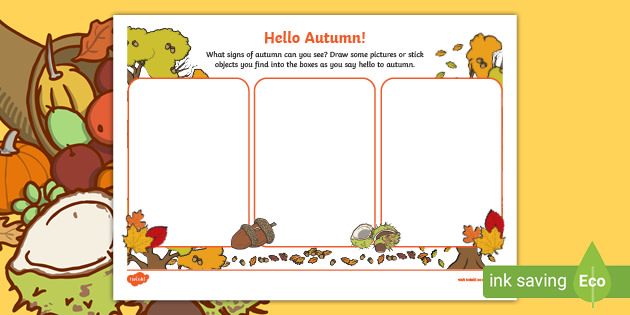 Hello Autumn!
What signs of autumn can you see? Draw some pictures or stick
objects you find into the boxes as you say hello to autumn.
twinkl
ink saving
Eco